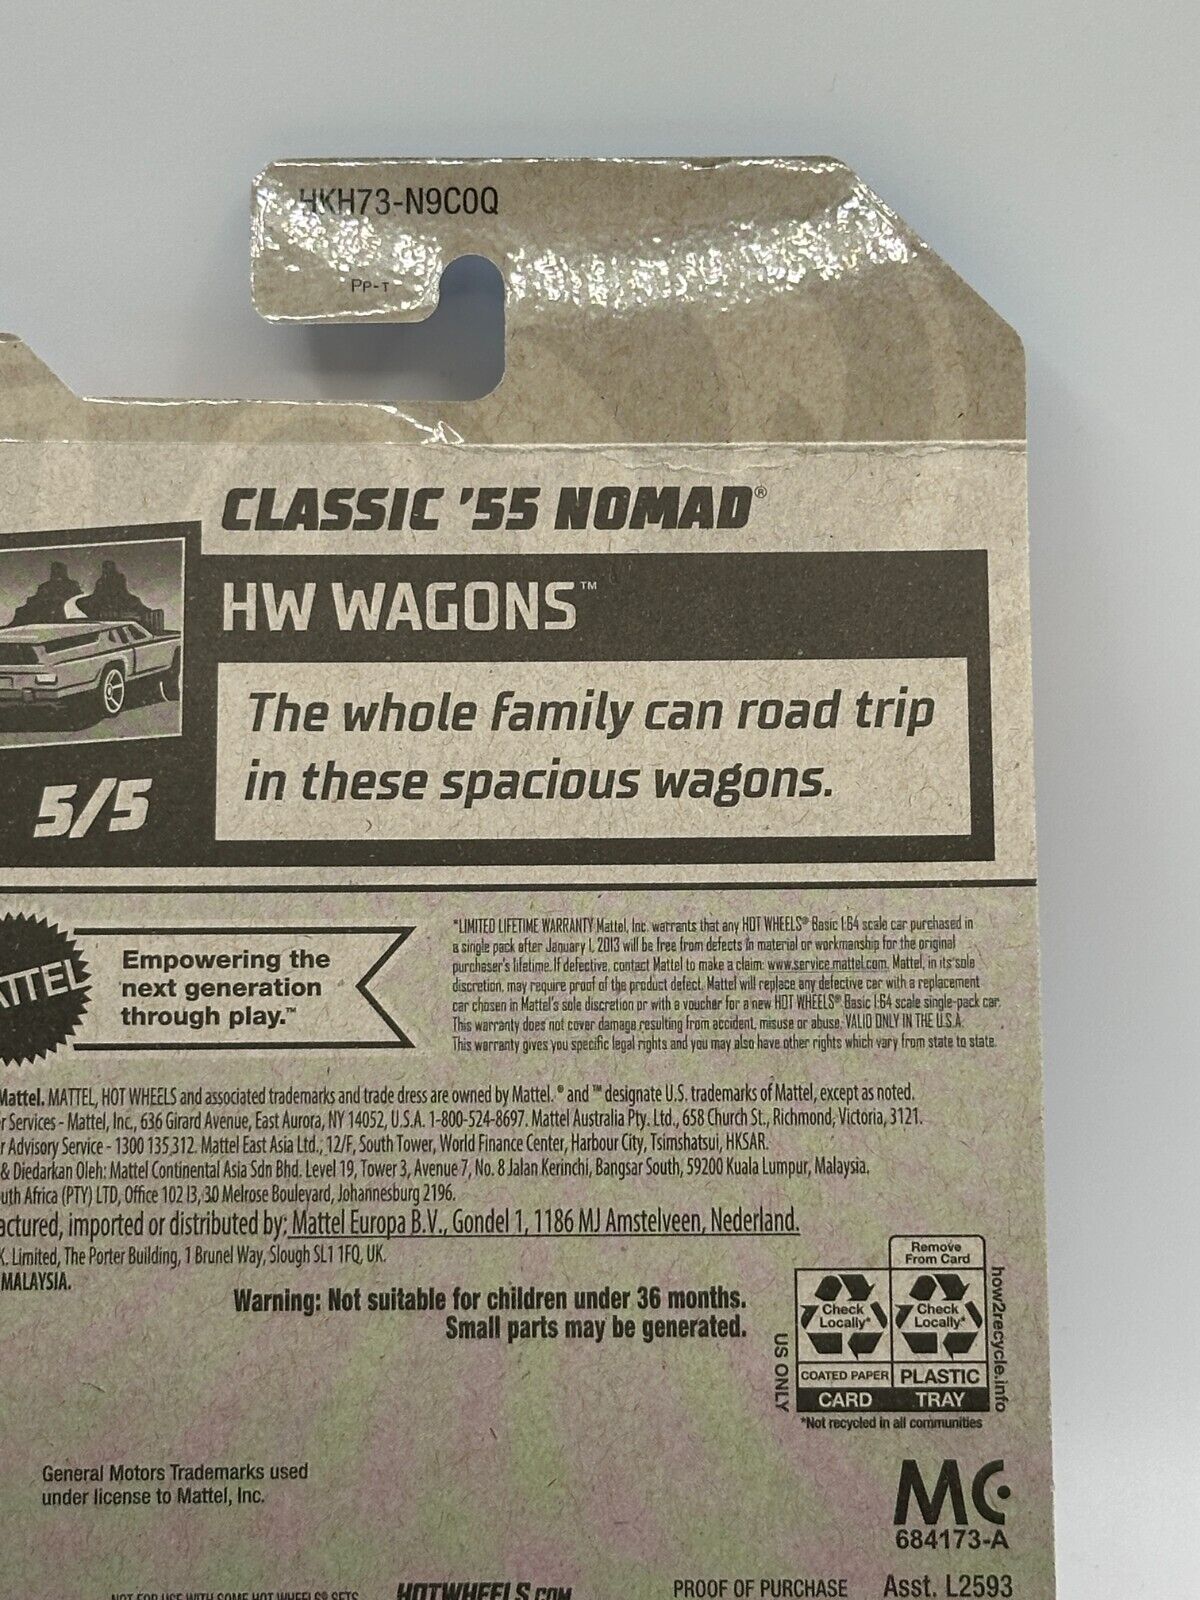 HKH73-N9C0Q
PP-T
CLASSIC '55 NOMAD®
HW WAGONS™
The whole family can road trip
in these spacious wagons.
5/5
Empowering the
next generation
through play.™
*LIMITED LIFETIME WARRANTY Mattel, Inc. warrants that any HOT WHEELS® Basic 1:64 scale car purchased in
a single pack after January 1, 2013 will be free from defects in material or workmanship for the original
purchaser's lifetime. If defective, contact Mattel to make a claim: www.service.mattel.com. Mattel, in its sole
discretion, may require proof of the product defect. Mattel will replace any defective car with a replacement
car chosen in Mattel's sole discretion or with a voucher for a new HOT WHEELS® Basic 1:64 scale single-pack car.
This warranty does not cover damage resulting from accident, misuse or abuse. VALID ONLY IN THE U.S.A.
This warranty gives you specific legal rights and you may also have other rights which vary from state to state.
Mattel. MATTEL, HOT WHEELS and associated trademarks and trade dress are owned by Mattel. ® and ™ designate U.S. trademarks of Mattel, except as noted.
r Services - Mattel, Inc., 636 Girard Avenue, East Aurora, NY 14052, U.S.A. 1-800-524-8697. Mattel Australia Pty. Ltd., 658 Church St., Richmond, Victoria, 3121.
r Advisory Service - 1300 135 312. Mattel East Asia Ltd., 12/F, South Tower, World Finance Center, Harbour City, Tsimshatsui, HKSAR.
& Diedarkan Oleh: Mattel Continental Asia Sdn Bhd. Level 19, Tower 3, Avenue 7, No. 8 Jalan Kerinchi, Bangsar South, 59200 Kuala Lumpur, Malaysia.
uth Africa (PTY) LTD, Office 102 I3, 30 Melrose Boulevard, Johannesburg 2196.
actured, imported or distributed by: Mattel Europa B.V., Gondel 1, 1186 MJ Amstelveen, Nederland.
K. Limited, The Porter Building, 1 Brunel Way, Slough SL1 1FQ, UK.
MALAYSIA.
Warning: Not suitable for children under 36 months.
Small parts may be generated.
Remove
From Card
Check
Locally*
Check
Locally*
COATED PAPER
PLASTIC
CARD
TRAY
US ONLY
how2recycle.info
*Not recycled in all communities
General Motors Trademarks used
under license to Mattel, Inc.
MC
684173-A
NOT FOR USE WITH SOME HOT WHEELS® SETS
HOTWHEELS.COM
PROOF OF PURCHASE
Asst. L2593